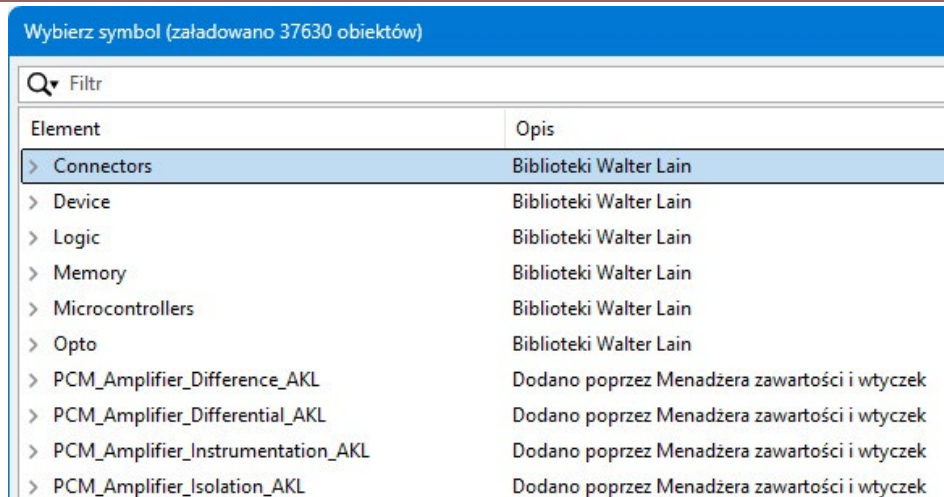 Wybierz symbol (załadowano 37630 obiektów)
Filtr
Element Opis
Connectors Biblioteki Walter Lain
Device Biblioteki Walter Lain
Logic Biblioteki Walter Lain
Memory Biblioteki Walter Lain
Microcontrollers Biblioteki Walter Lain
Opto Biblioteki Walter Lain
PCM_Amplifier_Difference_AKL Dodano poprzez Menadżera zawartości i wtyczek
PCM_Amplifier_Differential_AKL Dodano poprzez Menadżera zawartości i wtyczek
PCM_Amplifier_Instrumentation_AKL Dodano poprzez Menadżera zawartości i wtyczek
PCM_Amplifier_Isolation_AKL Dodano poprzez Menadżera zawartości i wtyczek